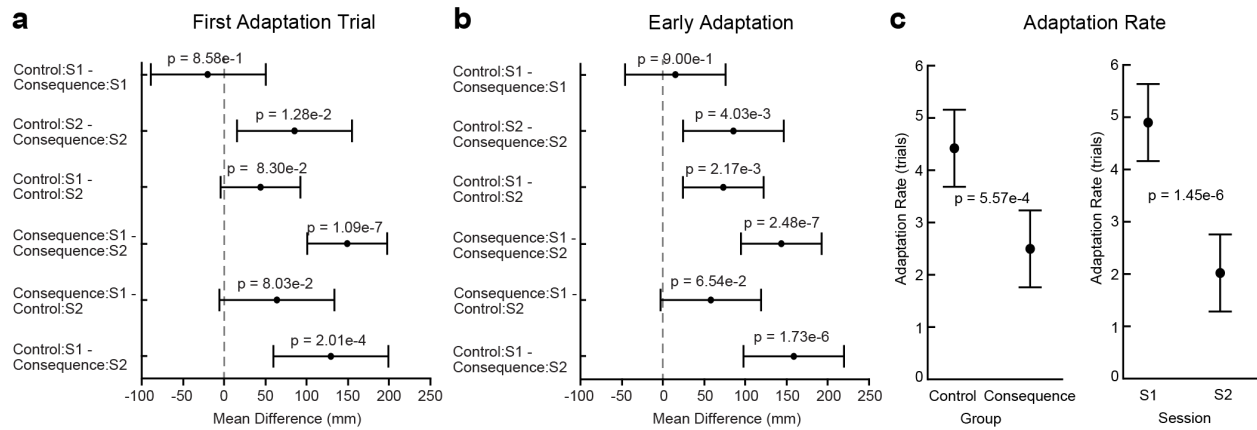 a
First Adaptation Trial
Control:S1 -
Consequence:S1
p = 8.58e-1
Control:S2 -
Consequence:S2
p = 1.28e-2
Control:S1 -
Control:S2
p = 8.30e-2
Consequence:S1 -
Consequence:S2
p = 1.09e-7
Consequence:S1 -
Control:S2
p = 8.03e-2
Control:S1 -
Consequence:S2
p = 2.01e-4
-100 -50 0 50 100 150 200 250
Mean Difference (mm)
b
Early Adaptation
Control:S1 -
Consequence:S1
p = 9.00e-1
Control:S2 -
Consequence:S2
p = 4.03e-3
Control:S1 -
Control:S2
p = 2.17e-3
Consequence:S1 -
Consequence:S2
p = 2.48e-7
Consequence:S1 -
Control:S2
p = 6.54e-2
Control:S1 -
Consequence:S2
p = 1.73e-6
-100 -50 0 50 100 150 200 250
Mean Difference (mm)
c
Adaptation Rate
Adaptation Rate (trials)
6
5
4
3
2
1
0
p = 5.57e-4
Control Consequence
Group
Adaptation Rate (trials)
6
5
4
3
2
1
0
p = 1.45e-6
S1 S2
Session